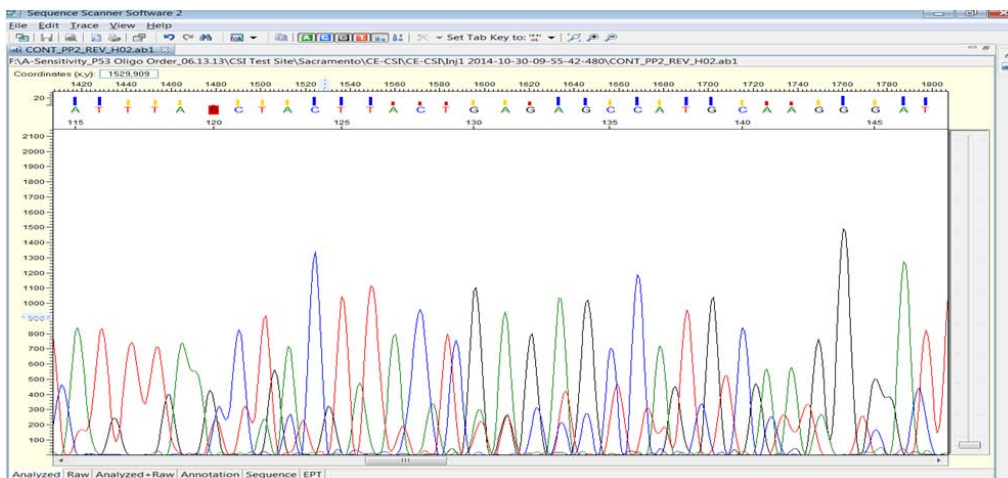 Sequence Scanner Software 2
File Edit Trace View Help
A C G T Set Tab Key to:
CONT_PP2_REV_H02.ab1
F:\A-Sensitivity_P53 Oligo Order_06.13.13\CSI Test Site\Sacramento\CE-CSI\CE-CSI\Inj1 2014-10-30-09-55-42-480\CONT_PP2_REV_H02.ab1
Coordinates (x,y): 1529,909
1420 1440 1460 1480 1500 1520 1540 1560 1580 1600 1620 1640 1660 1680 1700 1720 1740 1760 1780 1800
20
A T T T A C T A C T T A C T G A G A G C C A T G C A A G G G A T
115 120 125 130 135 140 145
2100
2000
1900
1800
1700
1600
1500
1400
1300
1200
1100
1000
900
800
700
600
500
400
300
200
100
Analyzed Raw Analyzed+Raw Annotation Sequence EPT